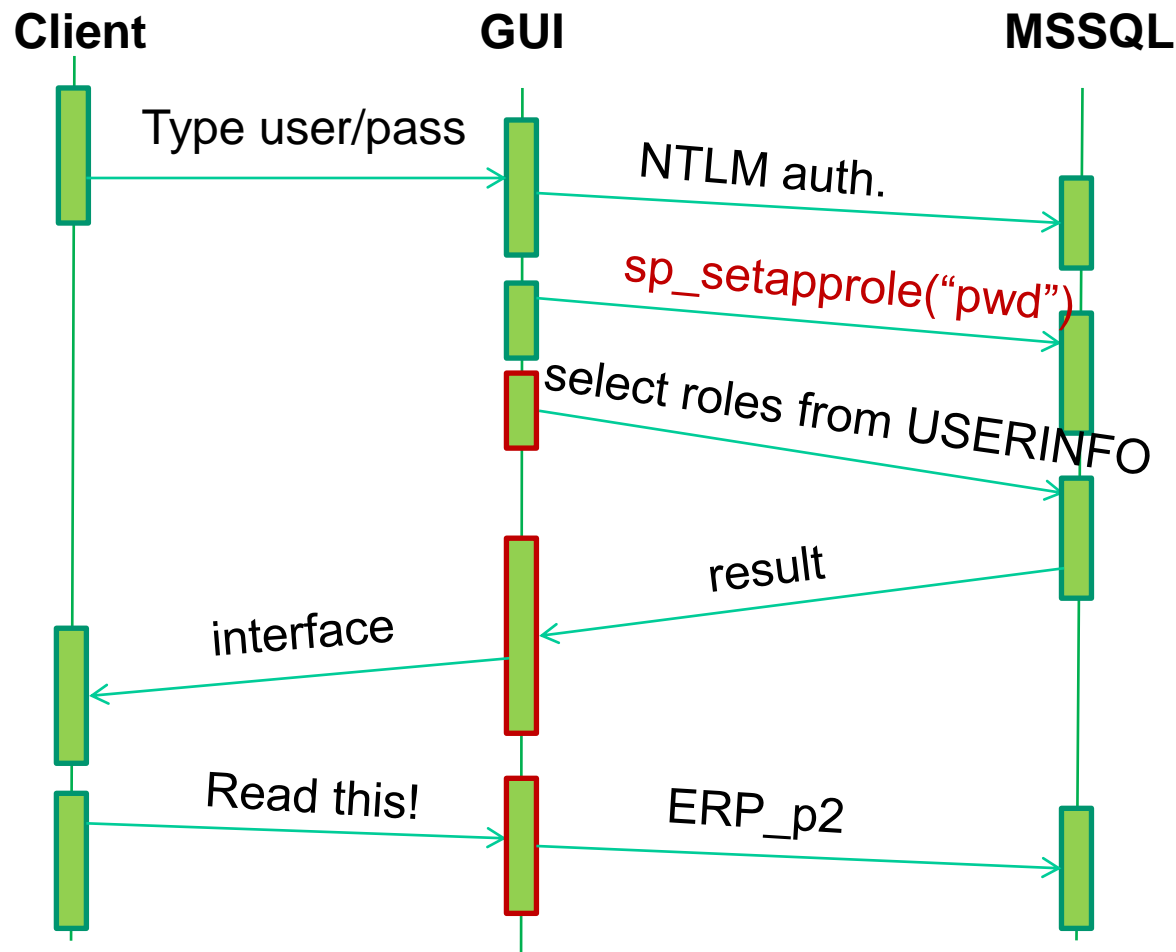 Client GUI MSSQL
Type user/pass
NTLM auth.
sp_setapprole(“pwd”)
select roles from USERINFO
result
interface
Read this!
ERP_p2